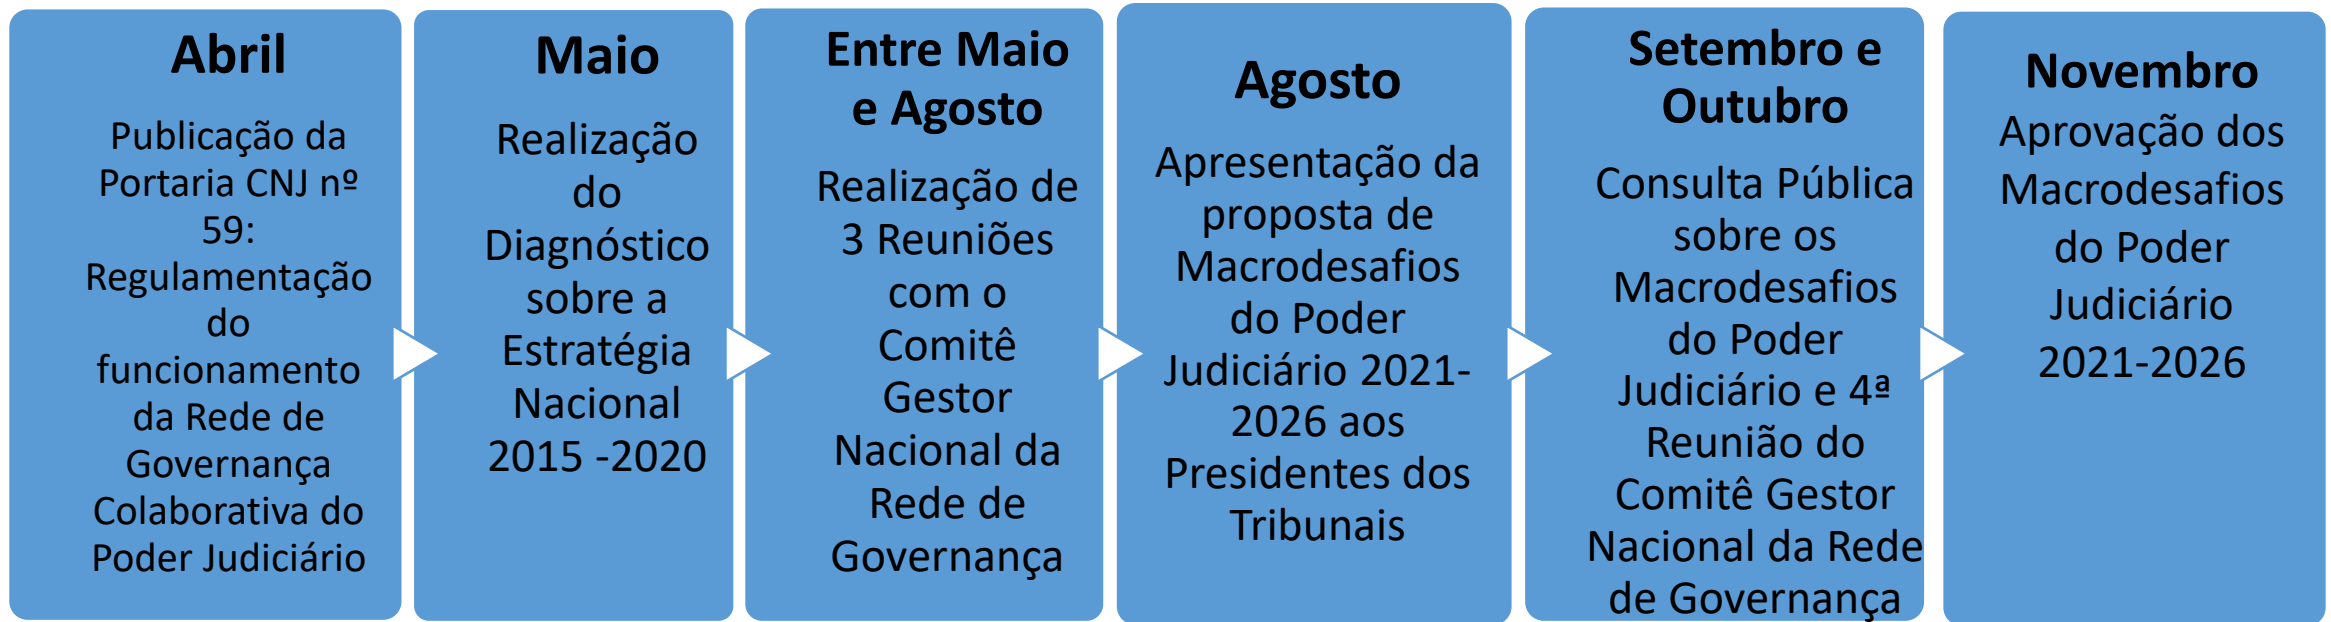 Abril
Publicação da
Portaria CNJ nº
59:
Regulamentação
do
funcionamento
da Rede de
Governança
Colaborativa do
Poder Judiciário
Maio
Realização
do
Diagnóstico
sobre a
Estratégia
Nacional
2015 -2020
Entre Maio
e Agosto
Realização de
3 Reuniões
com o
Comitê
Gestor
Nacional da
Rede de
Governança
Agosto
Apresentação da
proposta de
Macrodesafios
do Poder
Judiciário 2021-
2026 aos
Presidentes dos
Tribunais
Setembro e
Outubro
Consulta Pública
sobre os
Macrodesafios
do Poder
Judiciário e 4ª
Reunião do
Comitê Gestor
Nacional da Rede
de Governança
Novembro
Aprovação dos
Macrodesafios
do Poder
Judiciário
2021-2026